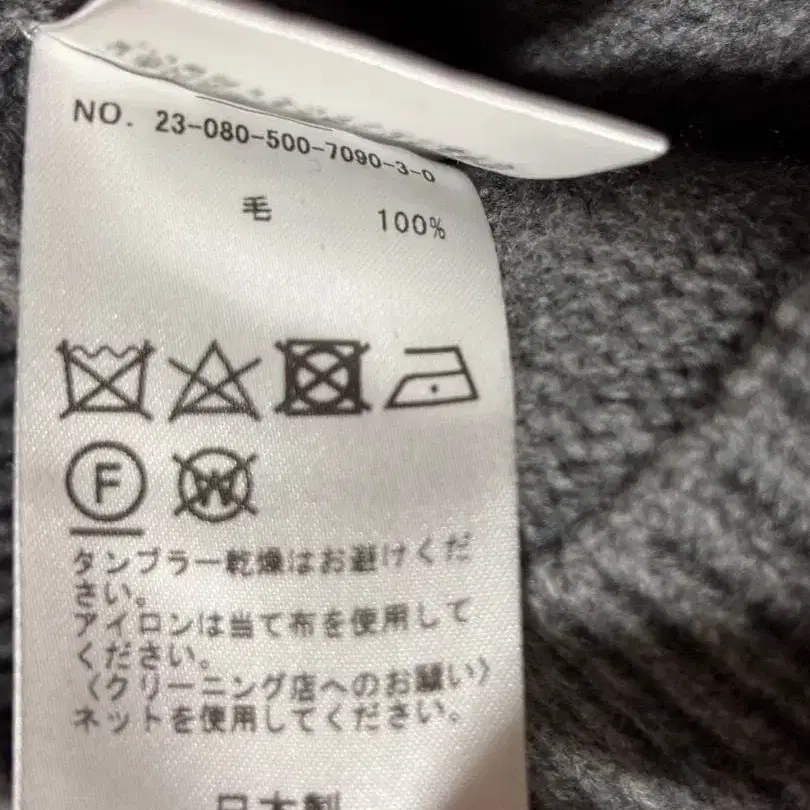 NO. 23-080-500-7090-3-0
毛 100%
F W
タンブラー乾燥はお避けくだ
さい。
アイロンは当て布を使用して
ください。
〈クリーニング店へのお願い〉
ネットを使用してください。
日本製